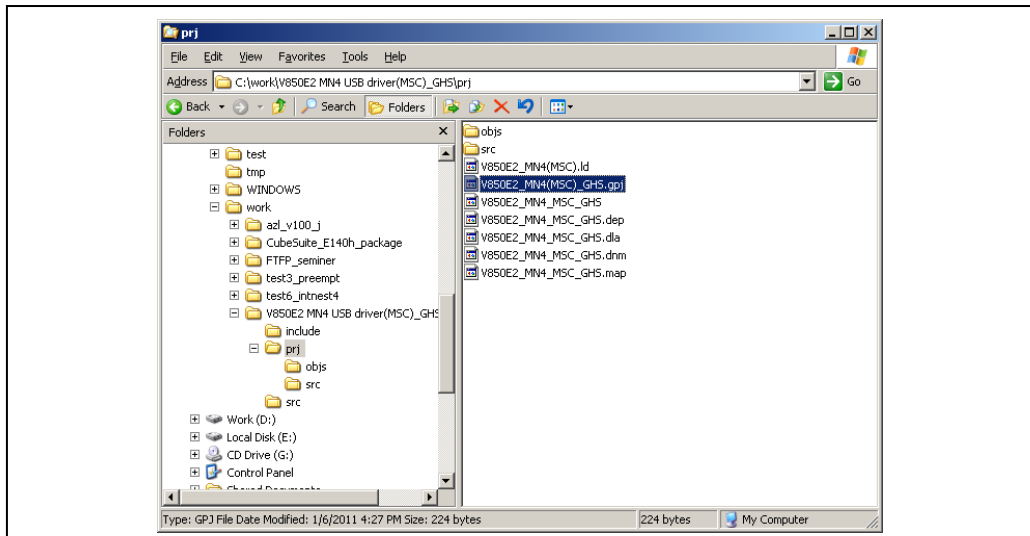 prj
File Edit View Favorites Tools Help
Address C:\work\V850E2 MN4 USB driver(MSC)_GHS\prj Go
Back Search Folders
Folders x
test
tmp
WINDOWS
work
azl_v100_j
CubeSuite_E140h_package
FTFP_seminer
test3_preempt
test6_intnest4
V850E2 MN4 USB driver(MSC)_GHS
include
prj
objs
src
src
Work (D:)
Local Disk (E:)
CD Drive (G:)
Control Panel
Shared Documents
objs
src
V850E2_MN4(MSC).ld
V850E2_MN4(MSC)_GHS.gpj
V850E2_MN4_MSC_GHS
V850E2_MN4_MSC_GHS.dep
V850E2_MN4_MSC_GHS.dla
V850E2_MN4_MSC_GHS.dnm
V850E2_MN4_MSC_GHS.map
Type: GPJ File Date Modified: 1/6/2011 4:27 PM Size: 224 bytes 224 bytes My Computer